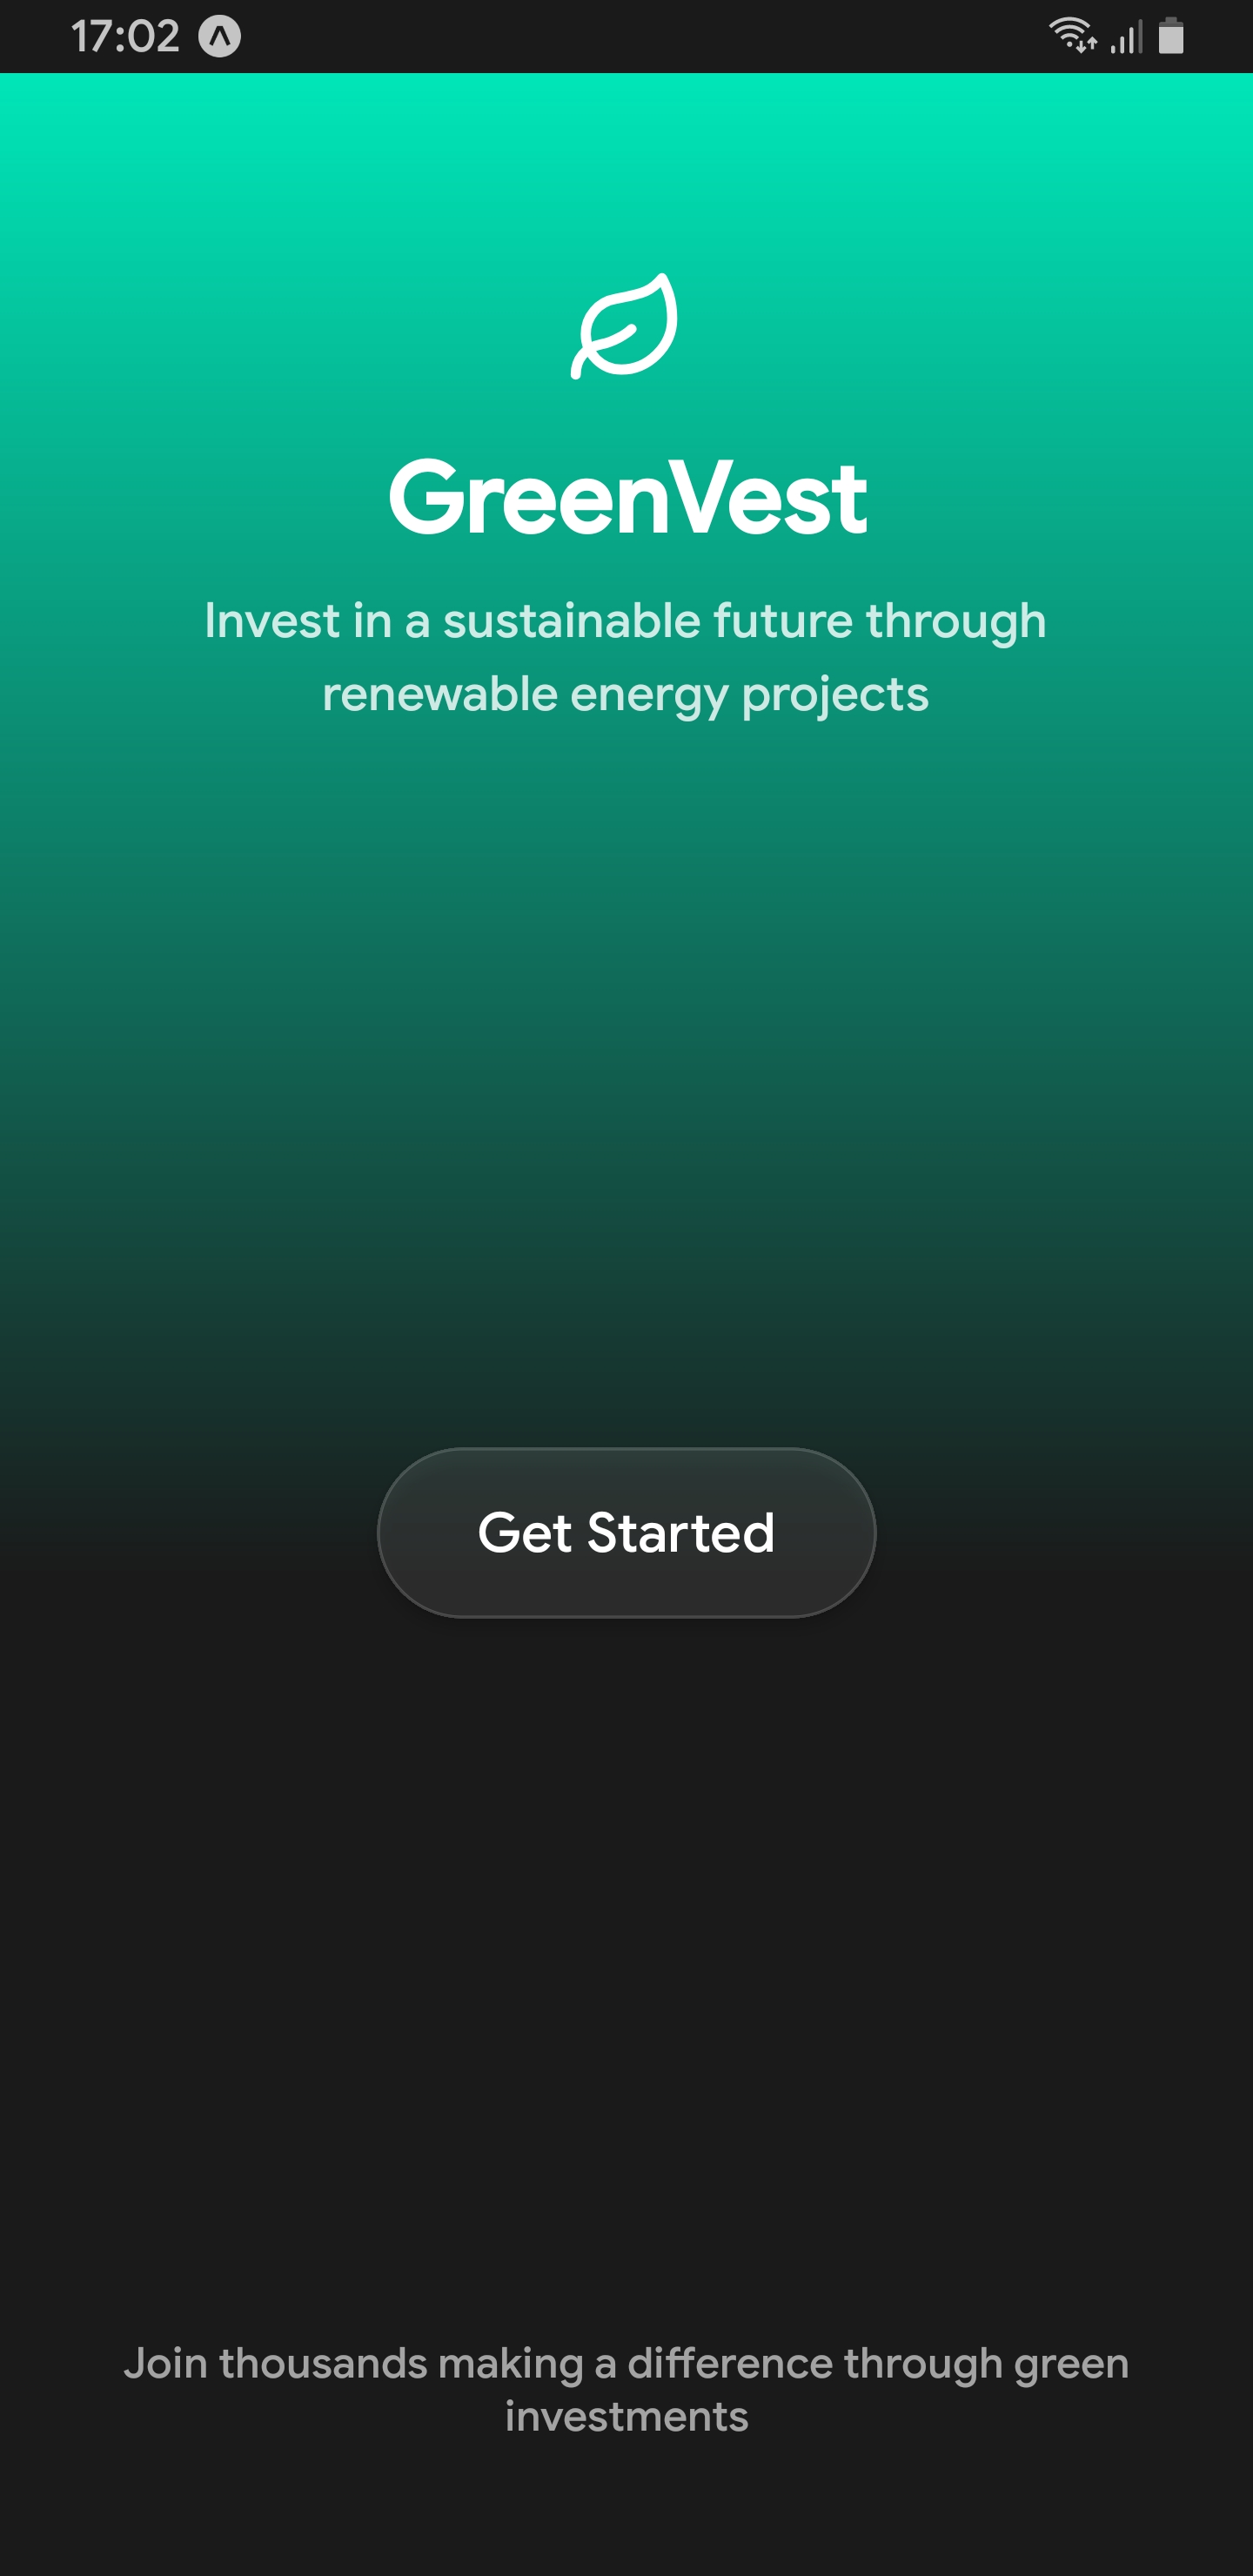 17:02
GreenVest
Invest in a sustainable future through
renewable energy projects
Get Started
Join thousands making a difference through green
investments